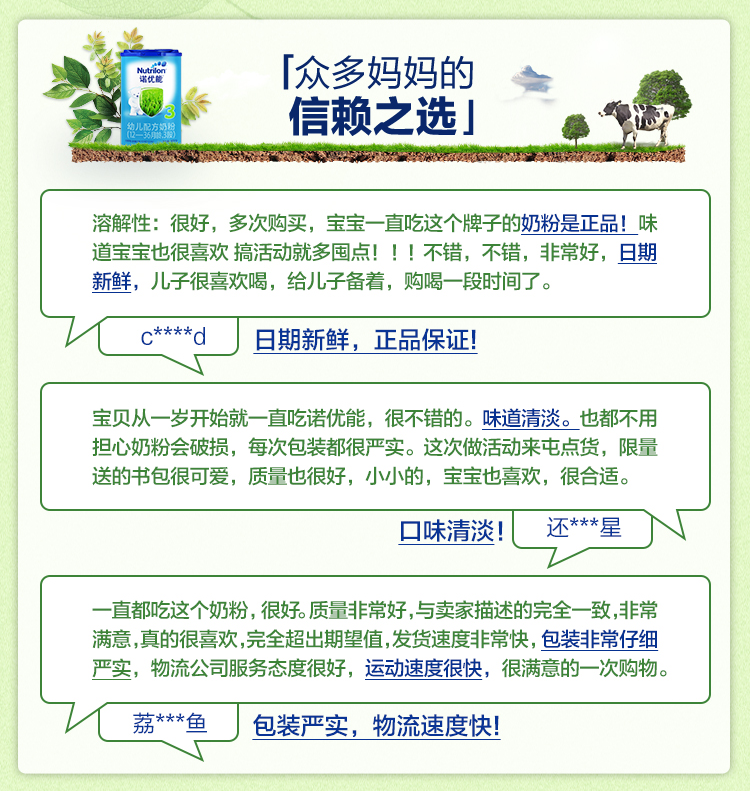 「众多妈妈的
信赖之选」
Nutrilon
诺优能
3
幼儿配方奶粉
(12—36月龄,3段)
溶解性：很好，多次购买，宝宝一直吃这个牌子的奶粉是正品！味
道宝宝也很喜欢 搞活动就多囤点！！！不错，不错，非常好，日期
新鲜，儿子很喜欢喝，给儿子备着，购喝一段时间了。
c****d
日期新鲜，正品保证!
宝贝从一岁开始就一直吃诺优能，很不错的。味道清淡。也都不用
担心奶粉会破损，每次包装都很严实。这次做活动来屯点货，限量
送的书包很可爱，质量也很好，小小的，宝宝也喜欢，很合适。
口味清淡！
还***星
一直都吃这个奶粉，很好。质量非常好，与卖家描述的完全一致，非常
满意，真的很喜欢，完全超出期望值，发货速度非常快，包装非常仔细
严实，物流公司服务态度很好，运动速度很快，很满意的一次购物。
荔***鱼
包装严实，物流速度快!